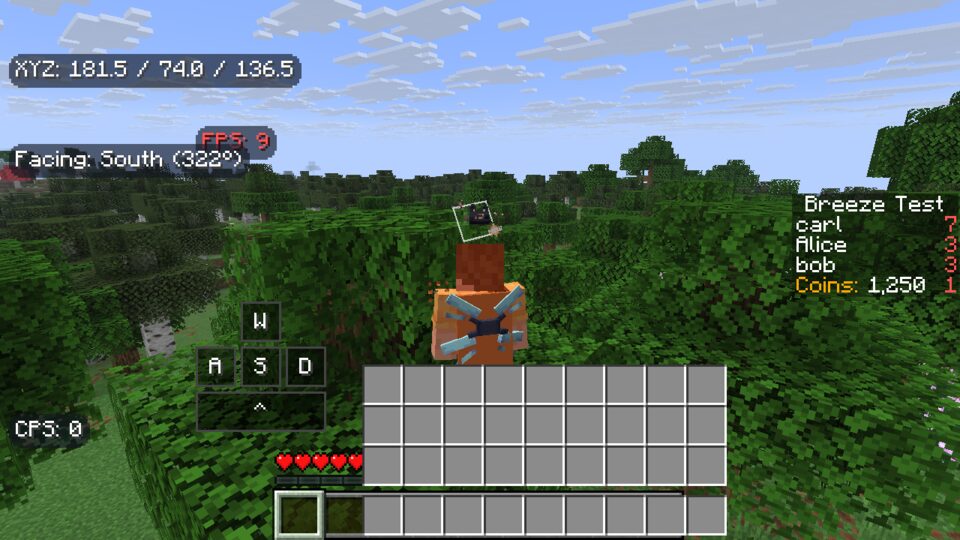 XYZ: 181.5 / 74.0 / 136.5
FPS: 9
Facing: South (322°)
Breeze Test
carl 7
Alice 3
bob 3
Coins: 1,250 1
W
A S D
^
CPS: 0